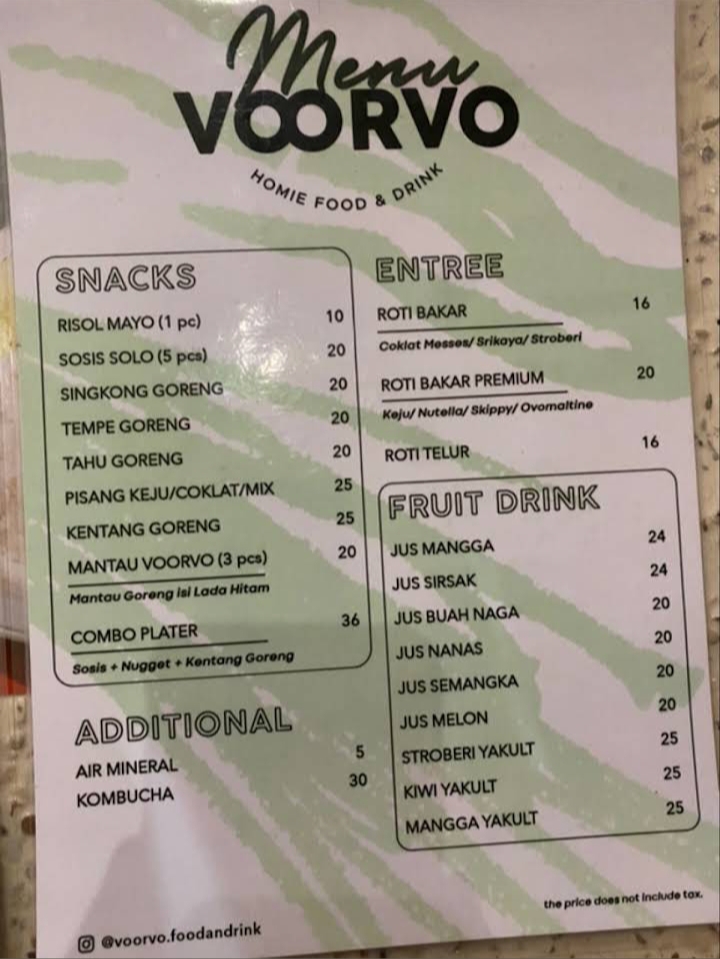 Menu
VOORVO
HOMIE FOOD & DRINK
SNACKS
RISOL MAYO (1 pc) 10
SOSIS SOLO (5 pcs) 20
SINGKONG GORENG 20
TEMPE GORENG 20
TAHU GORENG 20
PISANG KEJU/COKLAT/MIX 25
KENTANG GORENG 25
MANTAU VOORVO (3 pcs) 20
Mantau Goreng isi Lada Hitam
COMBO PLATER 36
Sosis + Nugget + Kentang Goreng
ADDITIONAL
AIR MINERAL 5
KOMBUCHA 30
ENTREE
ROTI BAKAR 16
Coklat Messes/ Srikaya/ Stroberi
ROTI BAKAR PREMIUM 20
Keju/ Nutella/ Skippy/ Ovomaltine
ROTI TELUR 16
FRUIT DRINK
JUS MANGGA 24
JUS SIRSAK 24
JUS BUAH NAGA 20
JUS NANAS 20
JUS SEMANGKA 20
JUS MELON 20
STROBERI YAKULT 25
KIWI YAKULT 25
MANGGA YAKULT 25
the price does not include tax.
@voorvo.foodandrink